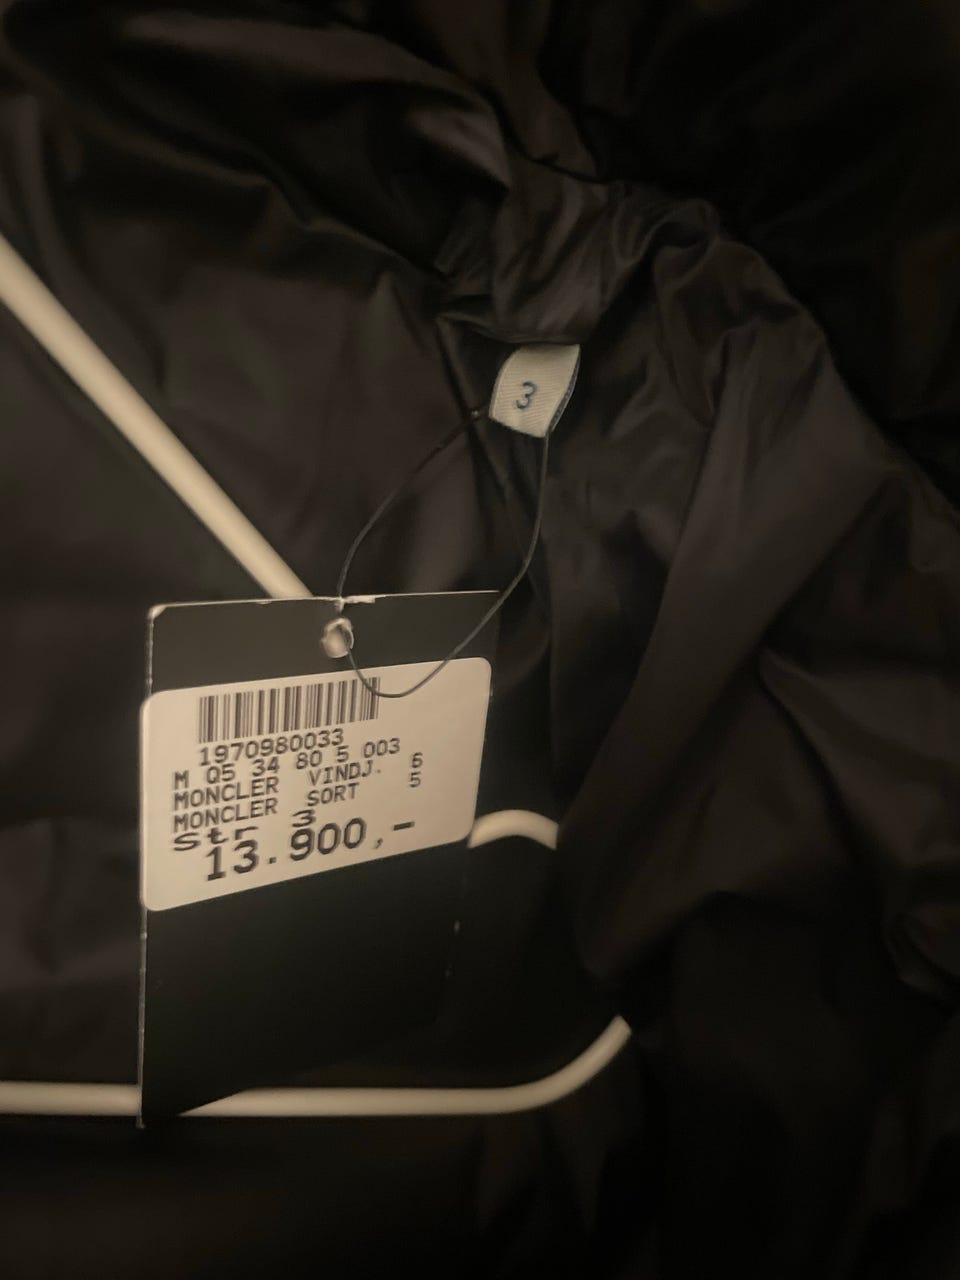 3
1970980033
M Q5 34 80 5 003
MONCLER VINDJ. 6
MONCLER SORT 5
Str 3
13.900,-